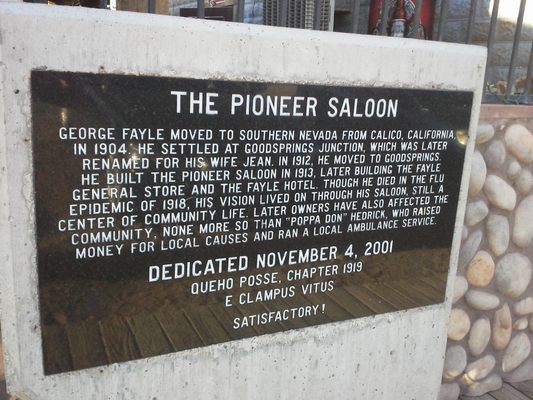 THE PIONEER SALOON
GEORGE FAYLE MOVED TO SOUTHERN NEVADA FROM CALICO, CALIFORNIA,
IN 1904. HE SETTLED AT GOODSPRINGS JUNCTION, WHICH WAS LATER
RENAMED FOR HIS WIFE JEAN. IN 1912, HE MOVED TO GOODSPRINGS.
HE BUILT THE PIONEER SALOON IN 1913, LATER BUILDING THE FAYLE
GENERAL STORE AND THE FAYLE HOTEL. THOUGH HE DIED IN THE FLU
EPIDEMIC OF 1918, HIS VISION LIVED ON THROUGH HIS SALOON, STILL A
CENTER OF COMMUNITY LIFE. LATER OWNERS HAVE ALSO AFFECTED THE
COMMUNITY, NONE MORE SO THAN "POPPA DON" HEDRICK, WHO RAISED
MONEY FOR LOCAL CAUSES AND RAN A LOCAL AMBULANCE SERVICE.
DEDICATED NOVEMBER 4, 2001
QUEHO POSSE, CHAPTER 1919
E CLAMPUS VITUS
SATISFACTORY!